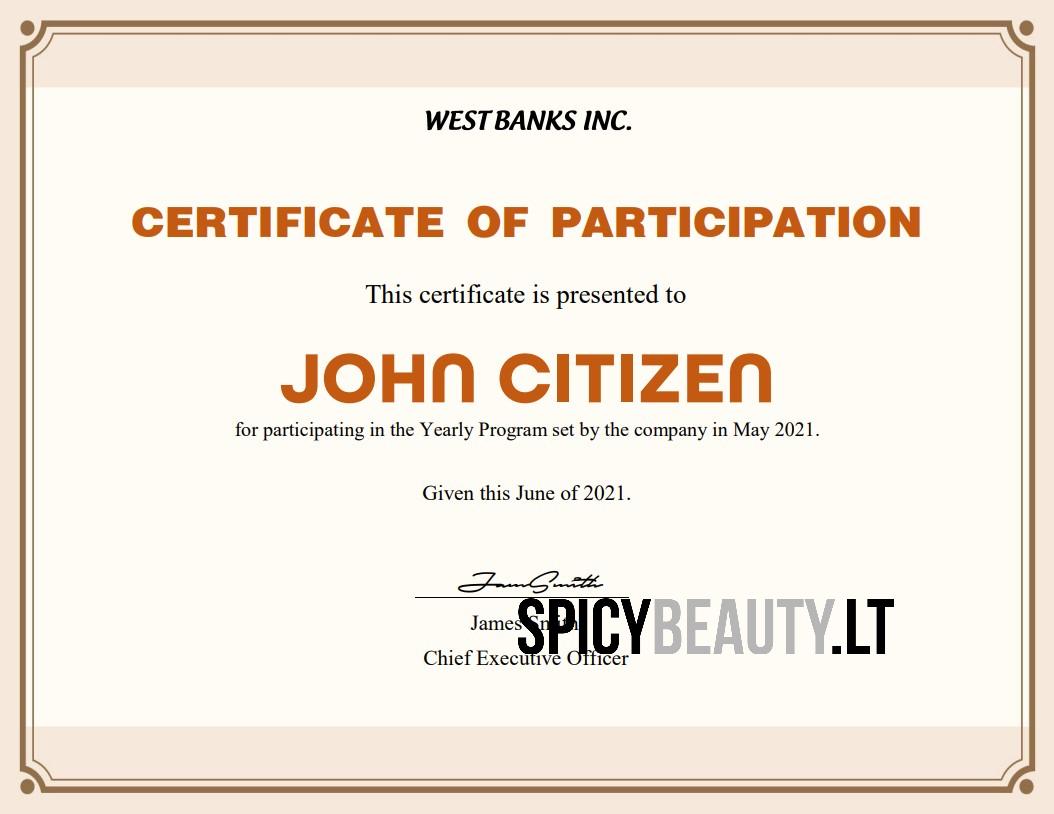 WEST BANKS INC.
CERTIFICATE OF PARTICIPATION
This certificate is presented to
JOHN CITIZEN
for participating in the Yearly Program set by the company in May 2021.
Given this June of 2021.
JamSmith
James Smith
SPICYBEAUTY.LT
Chief Executive Officer